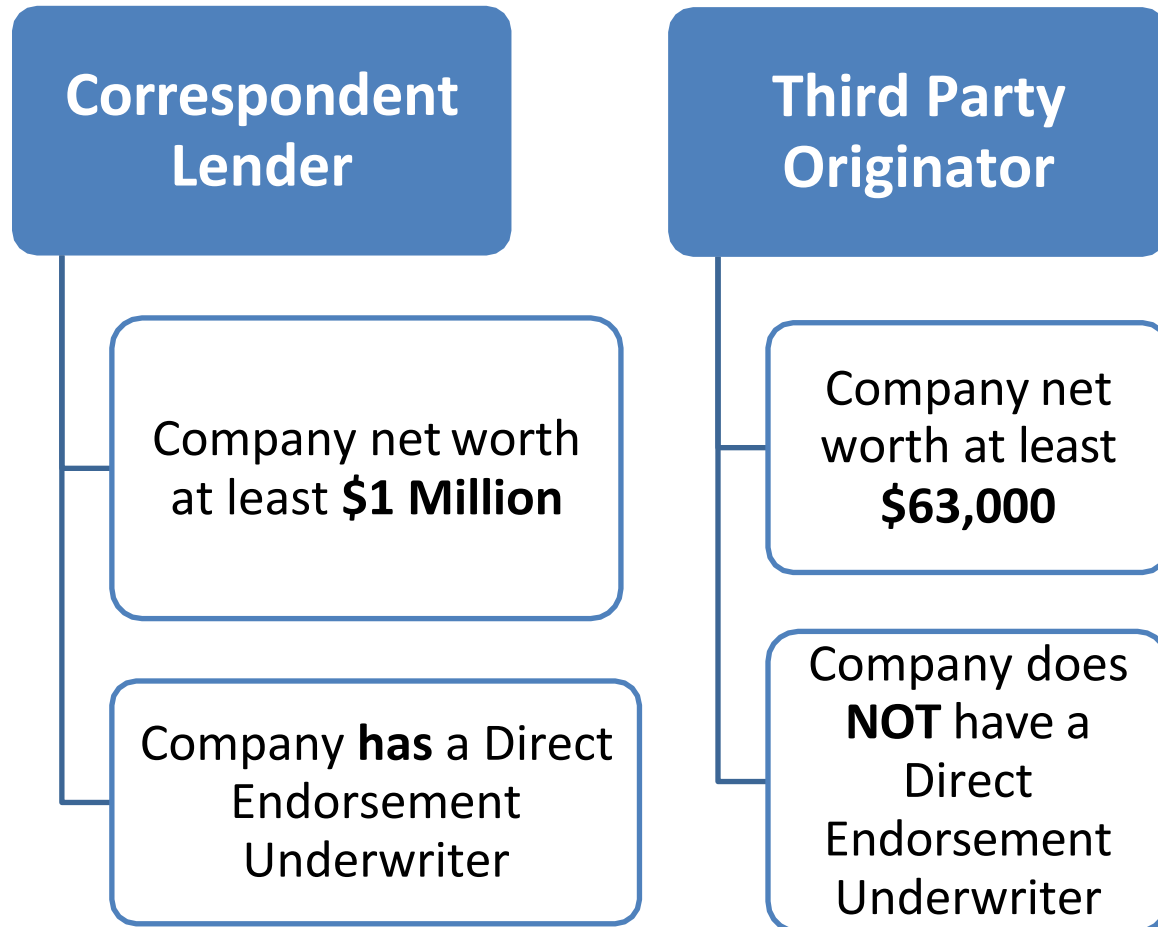 Correspondent
Lender
Company net worth
at least $1 Million
Company has a Direct
Endorsement
Underwriter
Third Party
Originator
Company net
worth at least
$63,000
Company does
NOT have a
Direct
Endorsement
Underwriter